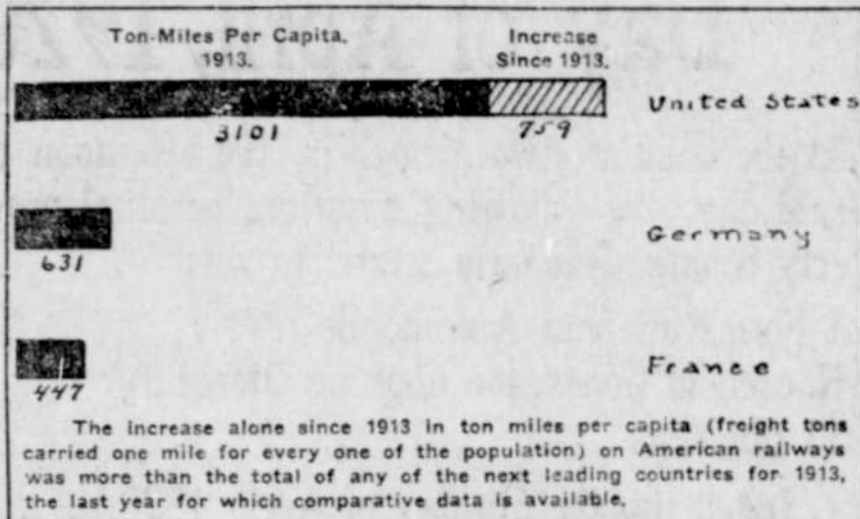 Ton-Miles Per Capita. Increase
1913. Since 1913.
United States
3101 759
Germany
631
France
447
The increase alone since 1913 in ton miles per capita (freight tons
carried one mile for every one of the population) on American railways
was more than the total of any of the next leading countries for 1913,
the last year for which comparative data is available.